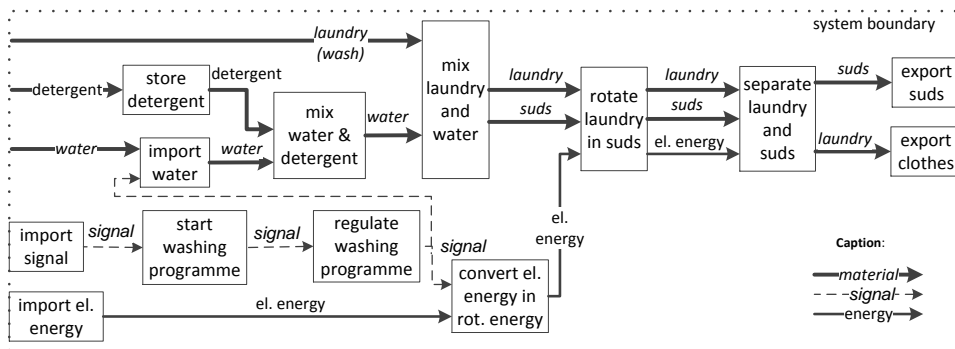 system boundary
laundry
(wash)
mix
laundry
and
water
detergent
store
detergent
detergent
mix
water &
detergent
water
water
import
water
water
laundry
suds
rotate
laundry
in suds
laundry
suds
el. energy
separate
laundry
and
suds
suds
export
suds
laundry
export
clothes
import
signal
signal
start
washing
programme
signal
regulate
washing
programme
signal
el.
energy
convert el.
energy in
rot. energy
import el.
energy
el. energy
Caption:
material
signal
energy